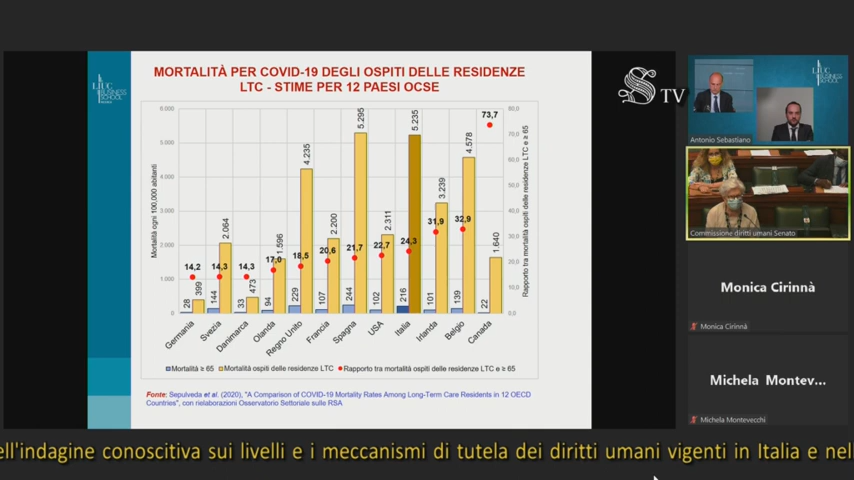 MORTALITÀ PER COVID-19 DEGLI OSPITI DELLE RESIDENZE
LTC - STIME PER 12 PAESI OCSE
LIUC
BUSINESS
SCHOOL
Mortalità ogni 100.000 abitanti
6.000
5.000
4.000
3.000
2.000
1.000
0
28
399
14,2
144
2.064
14,3
33
473
14,3
94
1.596
17,0
229
4.235
18,5
107
2.200
20,6
244
5.295
21,7
102
2.311
22,7
216
5.235
24,3
101
3.239
31,9
139
4.578
32,9
22
1.640
73,7
80,0
70,0
60,0
50,0
40,0
30,0
20,0
10,0
0,0
Rapporto tra mortalità ospiti delle residenze LTC e ≥ 65
Germania
Svezia
Danimarca
Olanda
Regno Unito
Francia
Spagna
USA
Italia
Irlanda
Belgio
Canada
Mortalità ≥ 65 Mortalità ospiti delle residenze LTC Rapporto tra mortalità ospiti delle residenze LTC e ≥ 65
Fonte: Sepulveda et al. (2020), "A Comparison of COVID-19 Mortality Rates Among Long-Term Care Residents in 12 OECD
Countries", con rielaborazioni Osservatorio Settoriale sulle RSA
S TV
LIUC
BUSINESS
SCHOOL
Antonio Sebastiano
Commissione diritti umani Senato
Monica Cirinnà
Monica Cirinnà
Michela Montev...
Michela Montevecchi
ell'indagine conoscitiva sui livelli e i meccanismi di tutela dei diritti umani vigenti in Italia e nel